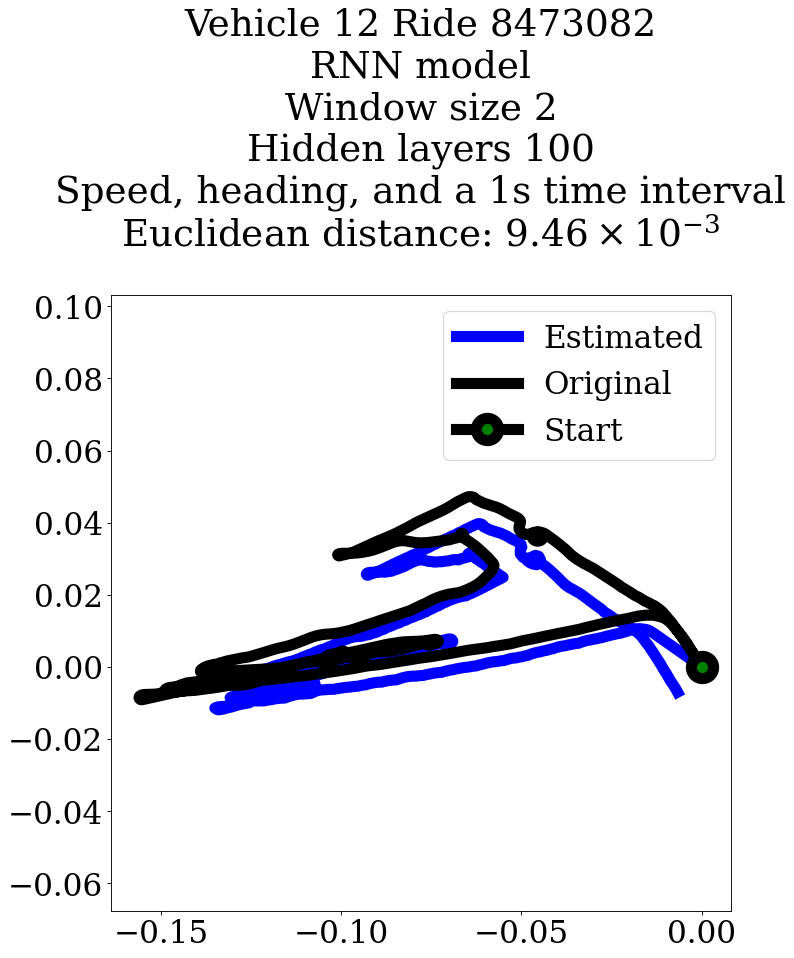 Vehicle 12 Ride 8473082
RNN model
Window size 2
Hidden layers 100
Speed, heading, and a 1s time interval
Euclidean distance: 9.46 × 10⁻³
Estimated
Original
Start
0.10
0.08
0.06
0.04
0.02
0.00
−0.02
−0.04
−0.06
−0.15 −0.10 −0.05 0.00